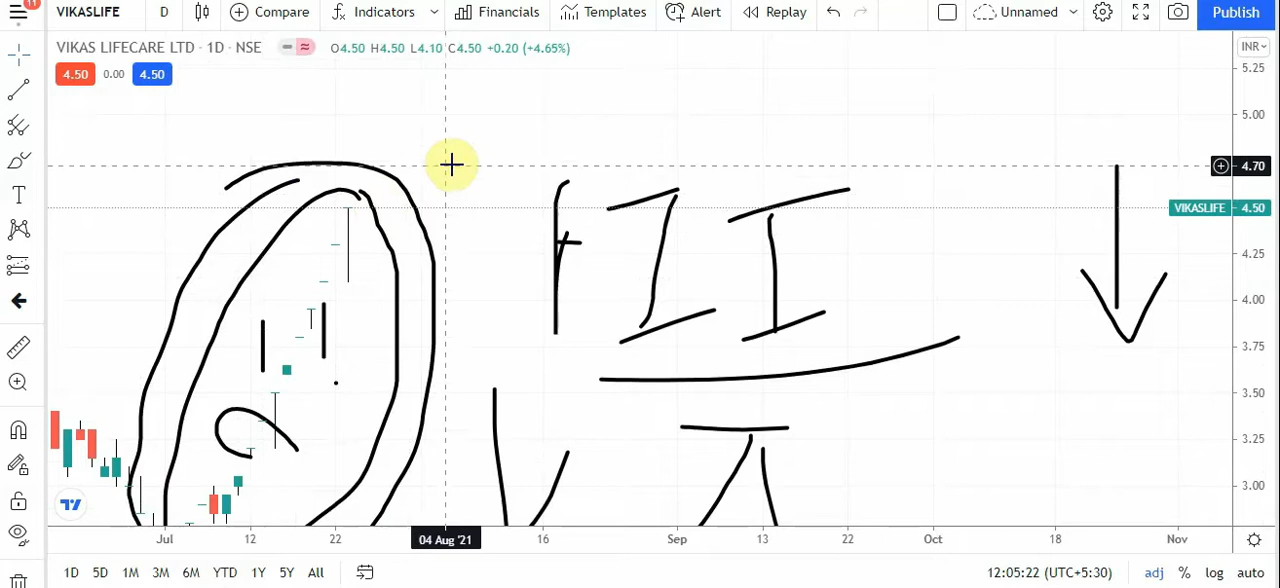 11
VIKASLIFE D Compare Indicators Financials Templates Alert Replay Unnamed Publish
VIKAS LIFECARE LTD · 1D · NSE O4.50 H4.50 L4.10 C4.50 +0.20 (+4.65%)
INR
4.50 0.00 4.50
5.25
5.00
4.70
VIKASLIFE 4.50
FII
4.25
4.00
3.75
3.50
3.25
3.00
Jul 12 22 04 Aug '21 16 Sep 13 22 Oct 18 Nov
1D 5D 1M 3M 6M YTD 1Y 5Y All 12:05:22 (UTC+5:30) adj % log auto